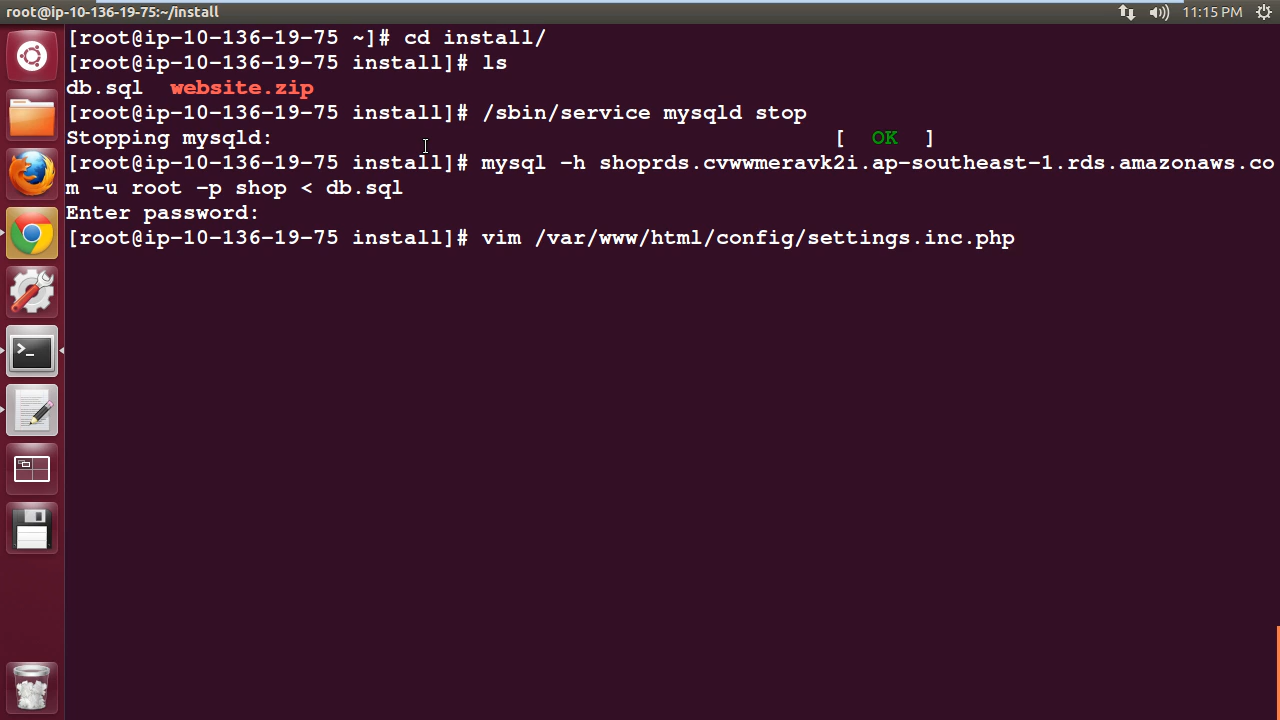 root@ip-10-136-19-75:~/install 11:15 PM
[root@ip-10-136-19-75 ~]# cd install/
[root@ip-10-136-19-75 install]# ls
db.sql  website.zip
[root@ip-10-136-19-75 install]# /sbin/service mysqld stop
Stopping mysqld: [  OK  ]
[root@ip-10-136-19-75 install]# mysql -h shoprds.cvwwmeravk2i.ap-southeast-1.rds.amazonaws.co
m -u root -p shop < db.sql
Enter password:
[root@ip-10-136-19-75 install]# vim /var/www/html/config/settings.inc.php